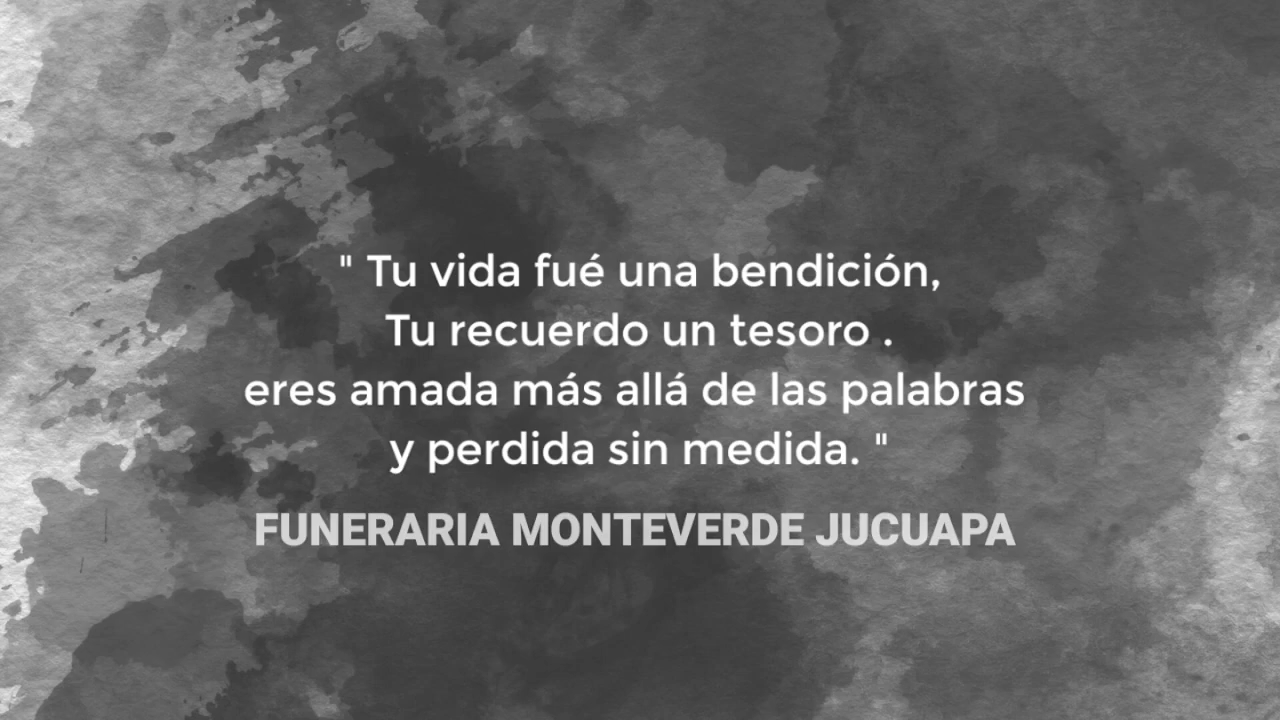 " Tu vida fué una bendición,
Tu recuerdo un tesoro .
eres amada más allá de las palabras
y perdida sin medida. "
FUNERARIA MONTEVERDE JUCUAPA